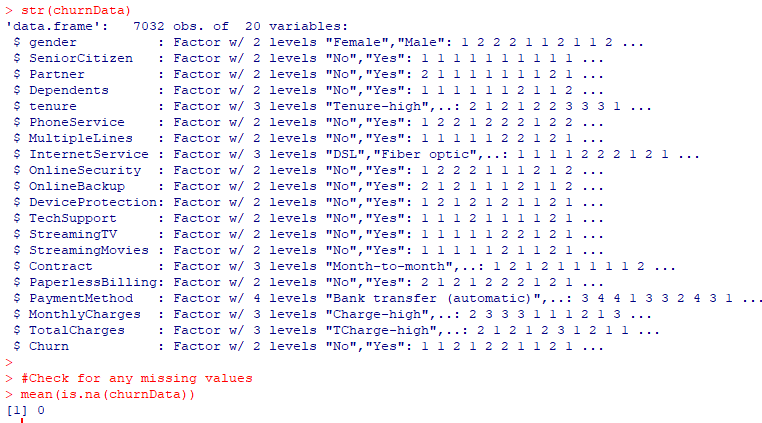 > str(churnData)
'data.frame':   7032 obs. of  20 variables:
 $ gender          : Factor w/ 2 levels "Female","Male": 1 2 2 2 1 1 2 1 1 2 ...
 $ SeniorCitizen   : Factor w/ 2 levels "No","Yes": 1 1 1 1 1 1 1 1 1 1 ...
 $ Partner         : Factor w/ 2 levels "No","Yes": 2 1 1 1 1 1 1 1 2 1 ...
 $ Dependents      : Factor w/ 2 levels "No","Yes": 1 1 1 1 1 1 2 1 1 2 ...
 $ tenure          : Factor w/ 3 levels "Tenure-high",..: 2 1 2 1 2 2 3 3 3 1 ...
 $ PhoneService    : Factor w/ 2 levels "No","Yes": 1 2 2 1 2 2 2 1 2 2 ...
 $ MultipleLines   : Factor w/ 2 levels "No","Yes": 1 1 1 1 1 2 2 1 2 1 ...
 $ InternetService : Factor w/ 3 levels "DSL","Fiber optic",..: 1 1 1 1 2 2 2 1 2 1 ...
 $ OnlineSecurity  : Factor w/ 2 levels "No","Yes": 1 2 2 2 1 1 1 2 1 2 ...
 $ OnlineBackup    : Factor w/ 2 levels "No","Yes": 2 1 2 1 1 1 2 1 1 2 ...
 $ DeviceProtection: Factor w/ 2 levels "No","Yes": 1 2 1 2 1 2 1 1 2 1 ...
 $ TechSupport     : Factor w/ 2 levels "No","Yes": 1 1 1 2 1 1 1 1 2 1 ...
 $ StreamingTV     : Factor w/ 2 levels "No","Yes": 1 1 1 1 1 2 2 1 2 1 ...
 $ StreamingMovies : Factor w/ 2 levels "No","Yes": 1 1 1 1 1 2 1 1 2 1 ...
 $ Contract        : Factor w/ 3 levels "Month-to-month",..: 1 2 1 2 1 1 1 1 1 2 ...
 $ PaperlessBilling: Factor w/ 2 levels "No","Yes": 2 1 2 1 2 2 2 1 2 1 ...
 $ PaymentMethod   : Factor w/ 4 levels "Bank transfer (automatic)",..: 3 4 4 1 3 3 2 4 3 1 ...
 $ MonthlyCharges  : Factor w/ 3 levels "Charge-high",..: 2 3 3 3 1 1 1 2 1 3 ...
 $ TotalCharges    : Factor w/ 3 levels "TCharge-high",..: 2 1 2 1 2 3 1 2 1 1 ...
 $ Churn           : Factor w/ 2 levels "No","Yes": 1 1 2 1 2 2 1 1 2 1 ...
>
> #Check for any missing values
> mean(is.na(churnData))
[1] 0